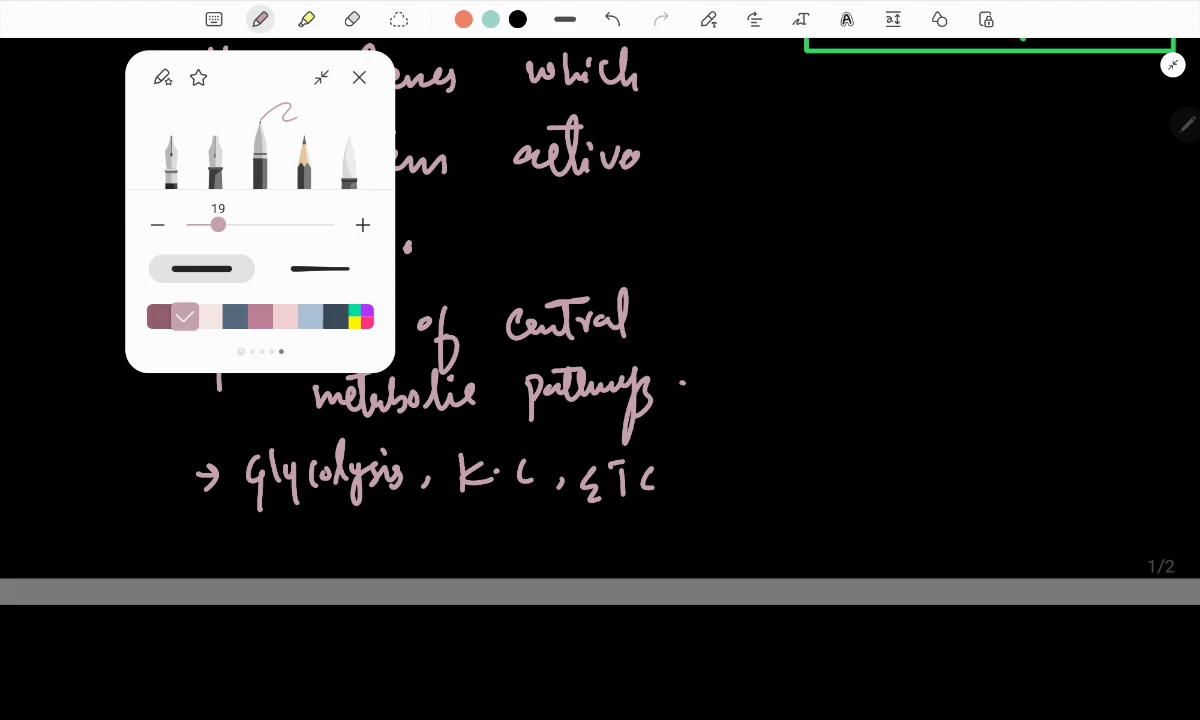 enes which
active
19
of central
metabolic pathways.
→ Glycolysis, K.C, ETC
1/2